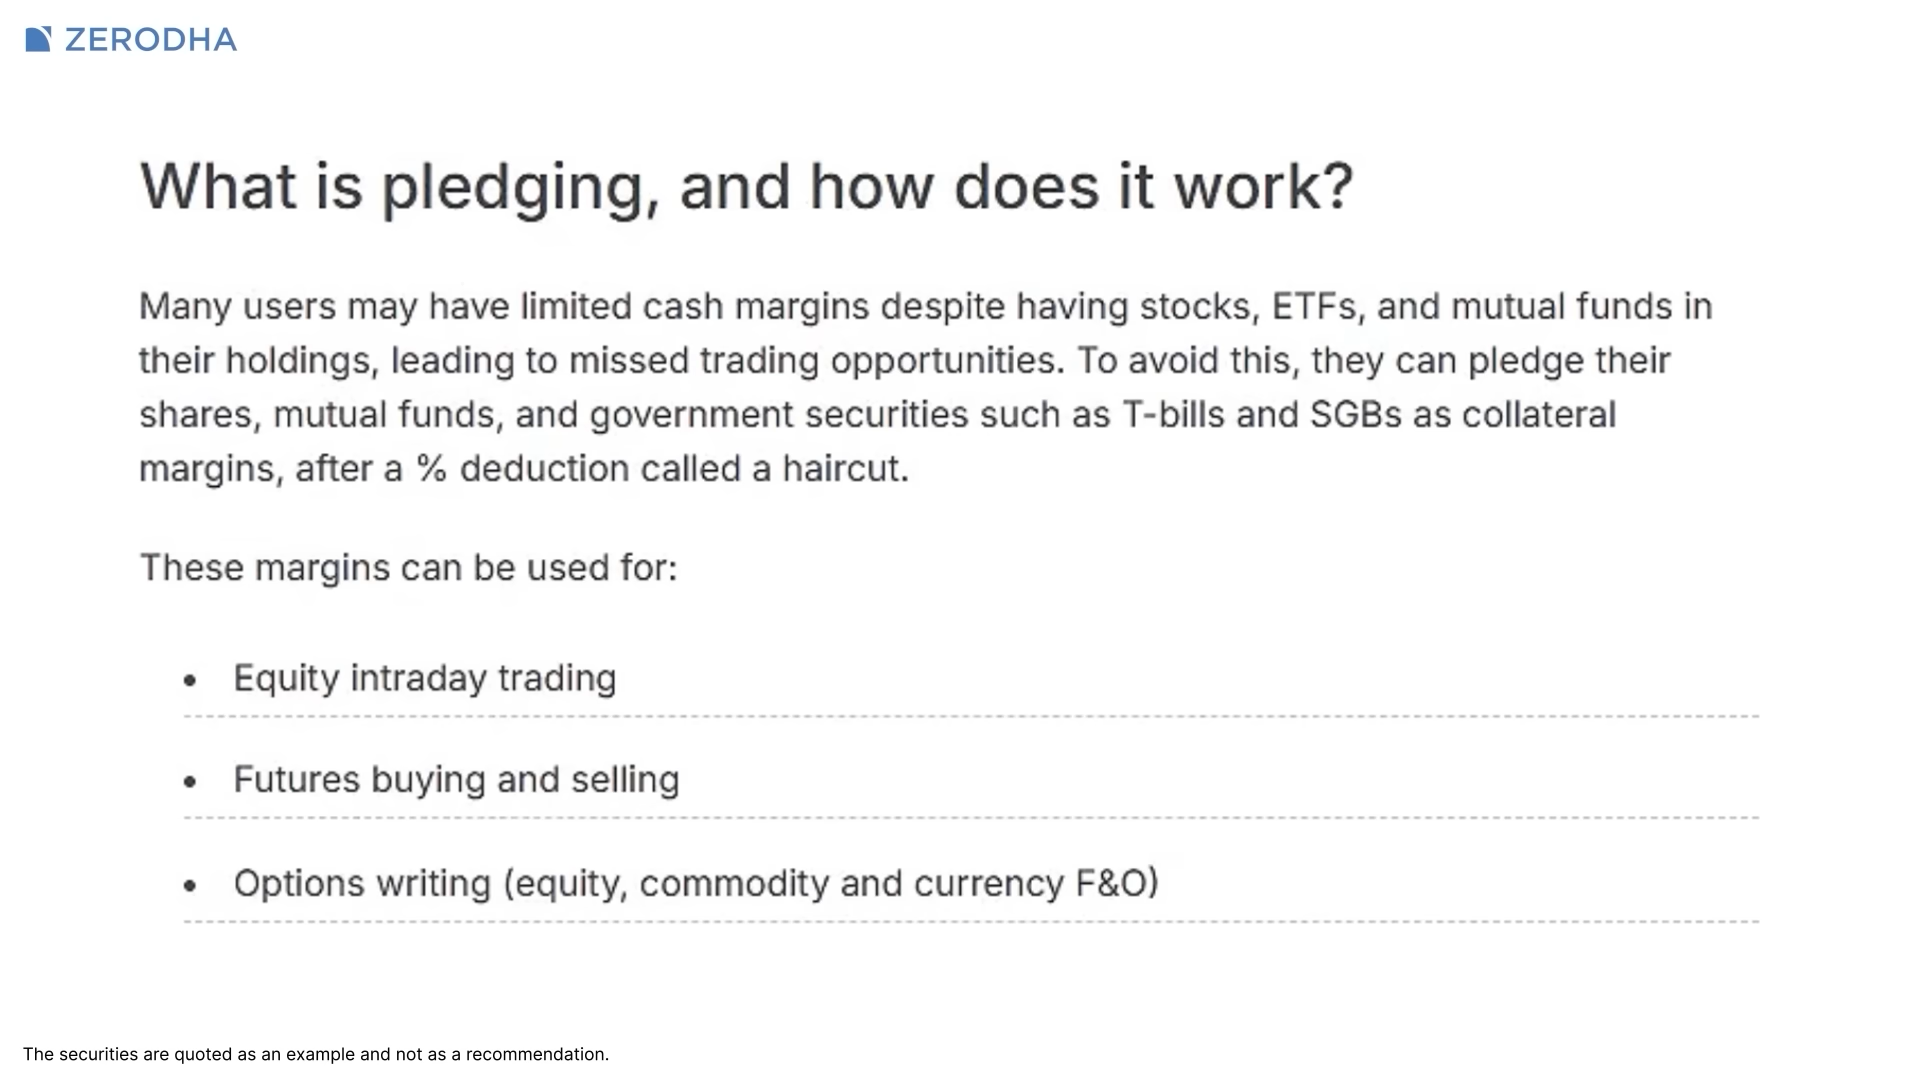 ZERODHA
What is pledging, and how does it work?
Many users may have limited cash margins despite having stocks, ETFs, and mutual funds in
their holdings, leading to missed trading opportunities. To avoid this, they can pledge their
shares, mutual funds, and government securities such as T-bills and SGBs as collateral
margins, after a % deduction called a haircut.
These margins can be used for:
• Equity intraday trading
• Futures buying and selling
• Options writing (equity, commodity and currency F&O)
The securities are quoted as an example and not as a recommendation.